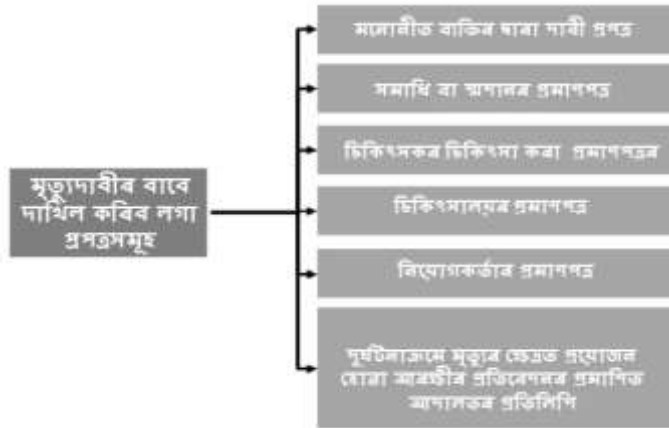 মনোনীত ব্যক্তিৰ দ্বাৰা দাবী প্ৰপত্ৰ
সমাধি বা শ্মশানৰ প্ৰমাণপত্ৰ
চিকিৎসকৰ চিকিৎসা কৰা প্ৰমাণপত্ৰৰ
মৃত্যুদাবীৰ বাবে
দাখিল কৰিব লগা
প্ৰপত্ৰসমূহ
চিকিৎসালয়ৰ প্ৰমাণপত্ৰ
নিয়োগকৰ্তাৰ প্ৰমাণপত্ৰ
দূৰ্ঘটনাক্ৰমে মৃত্যুৰ ক্ষেত্ৰত প্ৰয়োজন
হোৱা আৰক্ষীৰ প্ৰতিবেদনৰ প্ৰমাণিত
আদালতৰ প্ৰতিলিপি